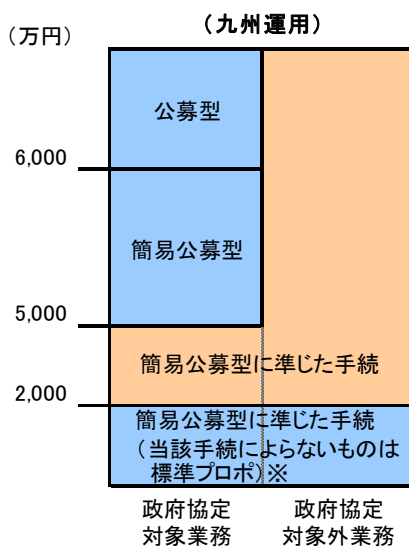 （九州運用）
（万円）
公募型
6,000
簡易公募型
5,000
簡易公募型に準じた手続
2,000
簡易公募型に準じた手続
（当該手続によらないものは
標準プロポ）※
政府協定
対象業務
政府協定
対象外業務